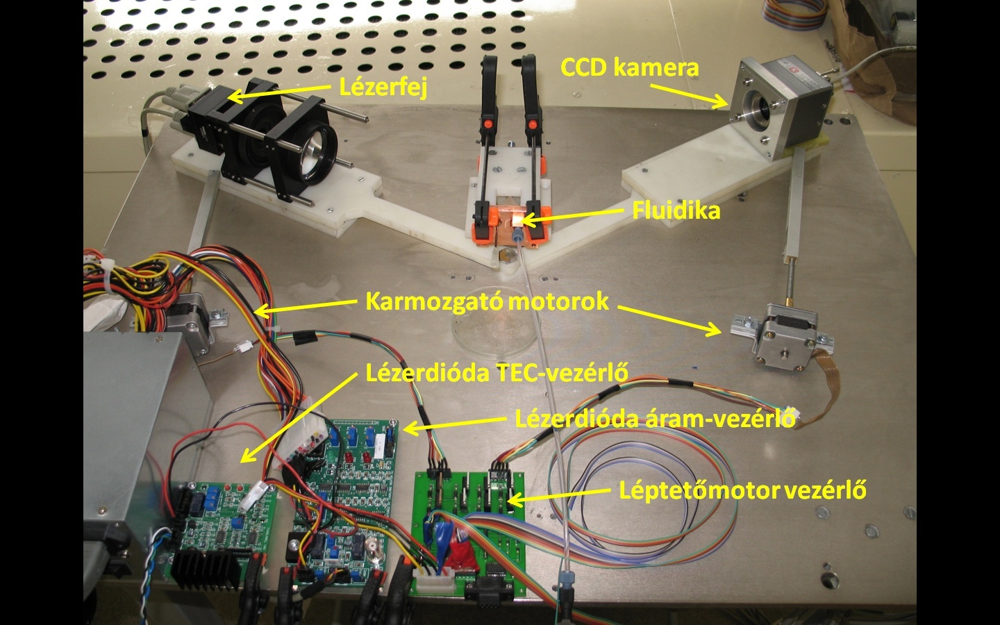 CCD kamera
Lézerfej
Fluidika
Karmozgató motorok
Lézerdióda TEC-vezérlő
Lézerdióda áram-vezérlő
Léptetőmotor vezérlő